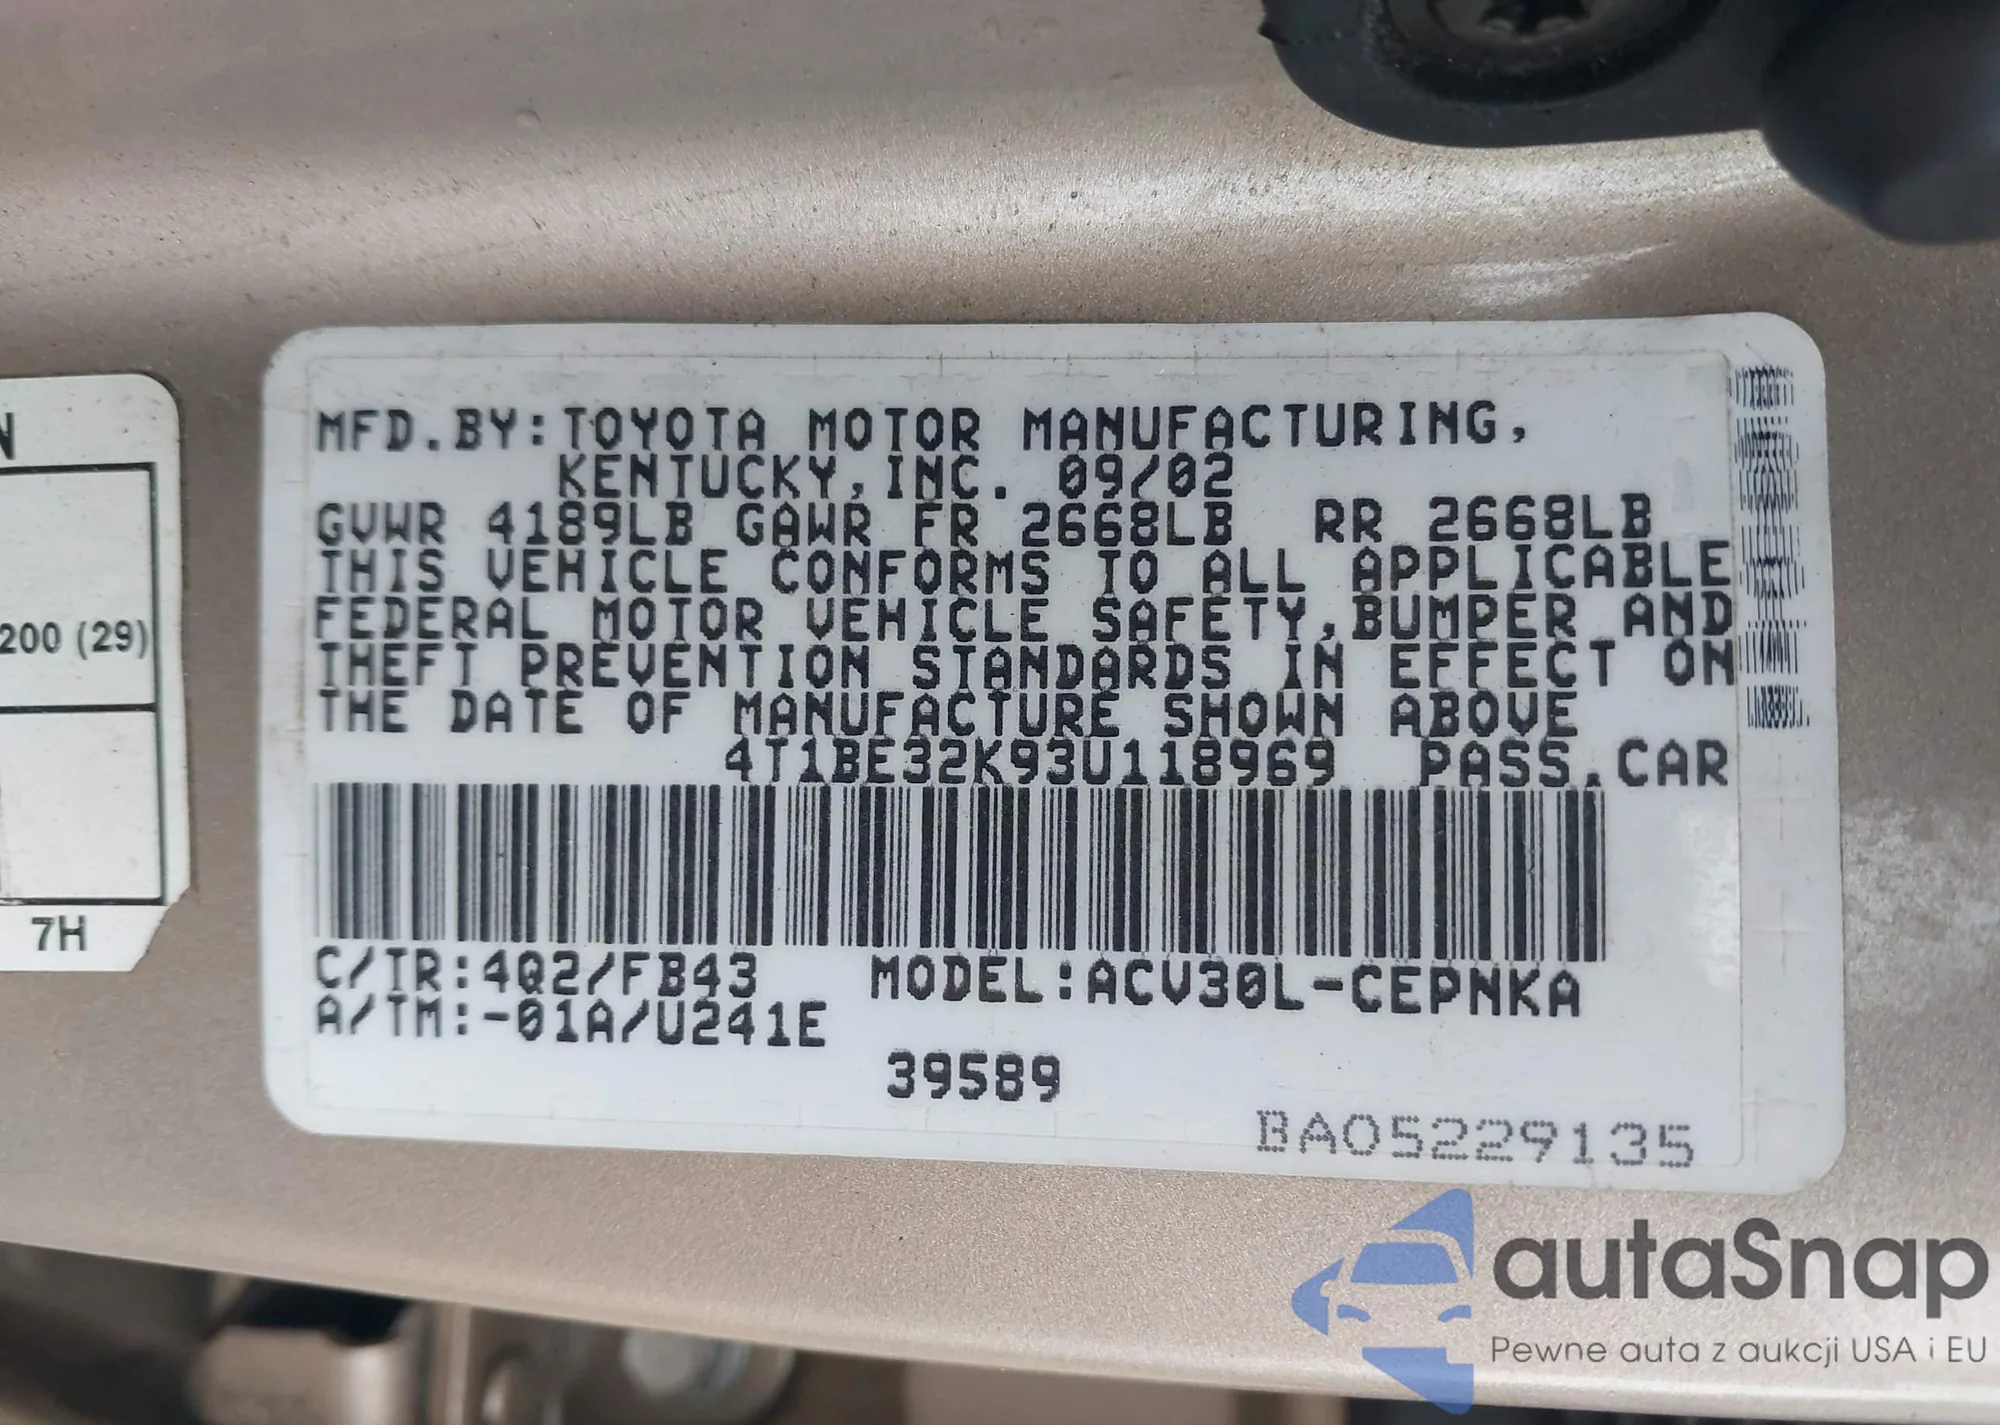 N
200 (29)
7H
MFD.BY:TOYOTA MOTOR MANUFACTURING,
KENTUCKY,INC. 09/02
GVWR 4189LB GAWR FR 2668LB RR 2668LB
THIS VEHICLE CONFORMS TO ALL APPLICABLE
FEDERAL MOTOR VEHICLE SAFETY,BUMPER AND
THEFT PREVENTION STANDARDS IN EFFECT ON
THE DATE OF MANUFACTURE SHOWN ABOVE
4T1BE32K93U118969 PASS.CAR
C/TR:4Q2/FB43 MODEL:ACV30L-CEPNKA
A/TM:-01A/U241E
39589
BA05229135
autaSnap
Pewne auta z aukcji USA i EU